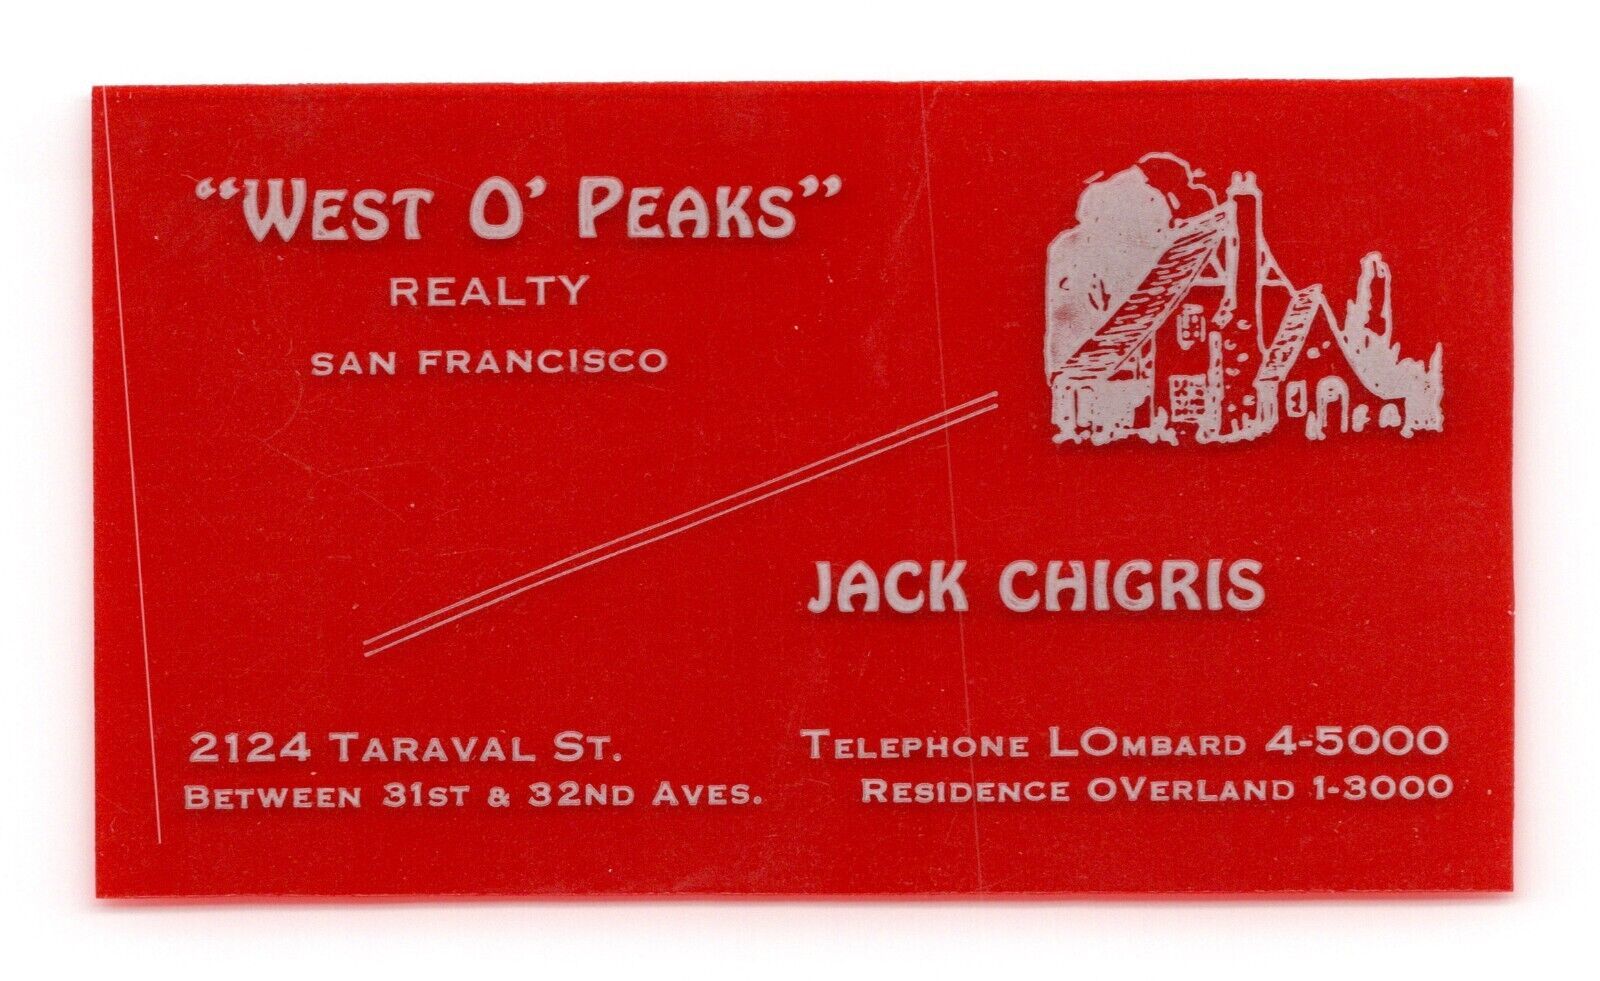 “West O’ Peaks”
REALTY
SAN FRANCISCO
JACK CHIGRIS
2124 Taraval St.
Between 31st & 32nd Aves.
Telephone LOmbard 4-5000
Residence OVerland 1-3000